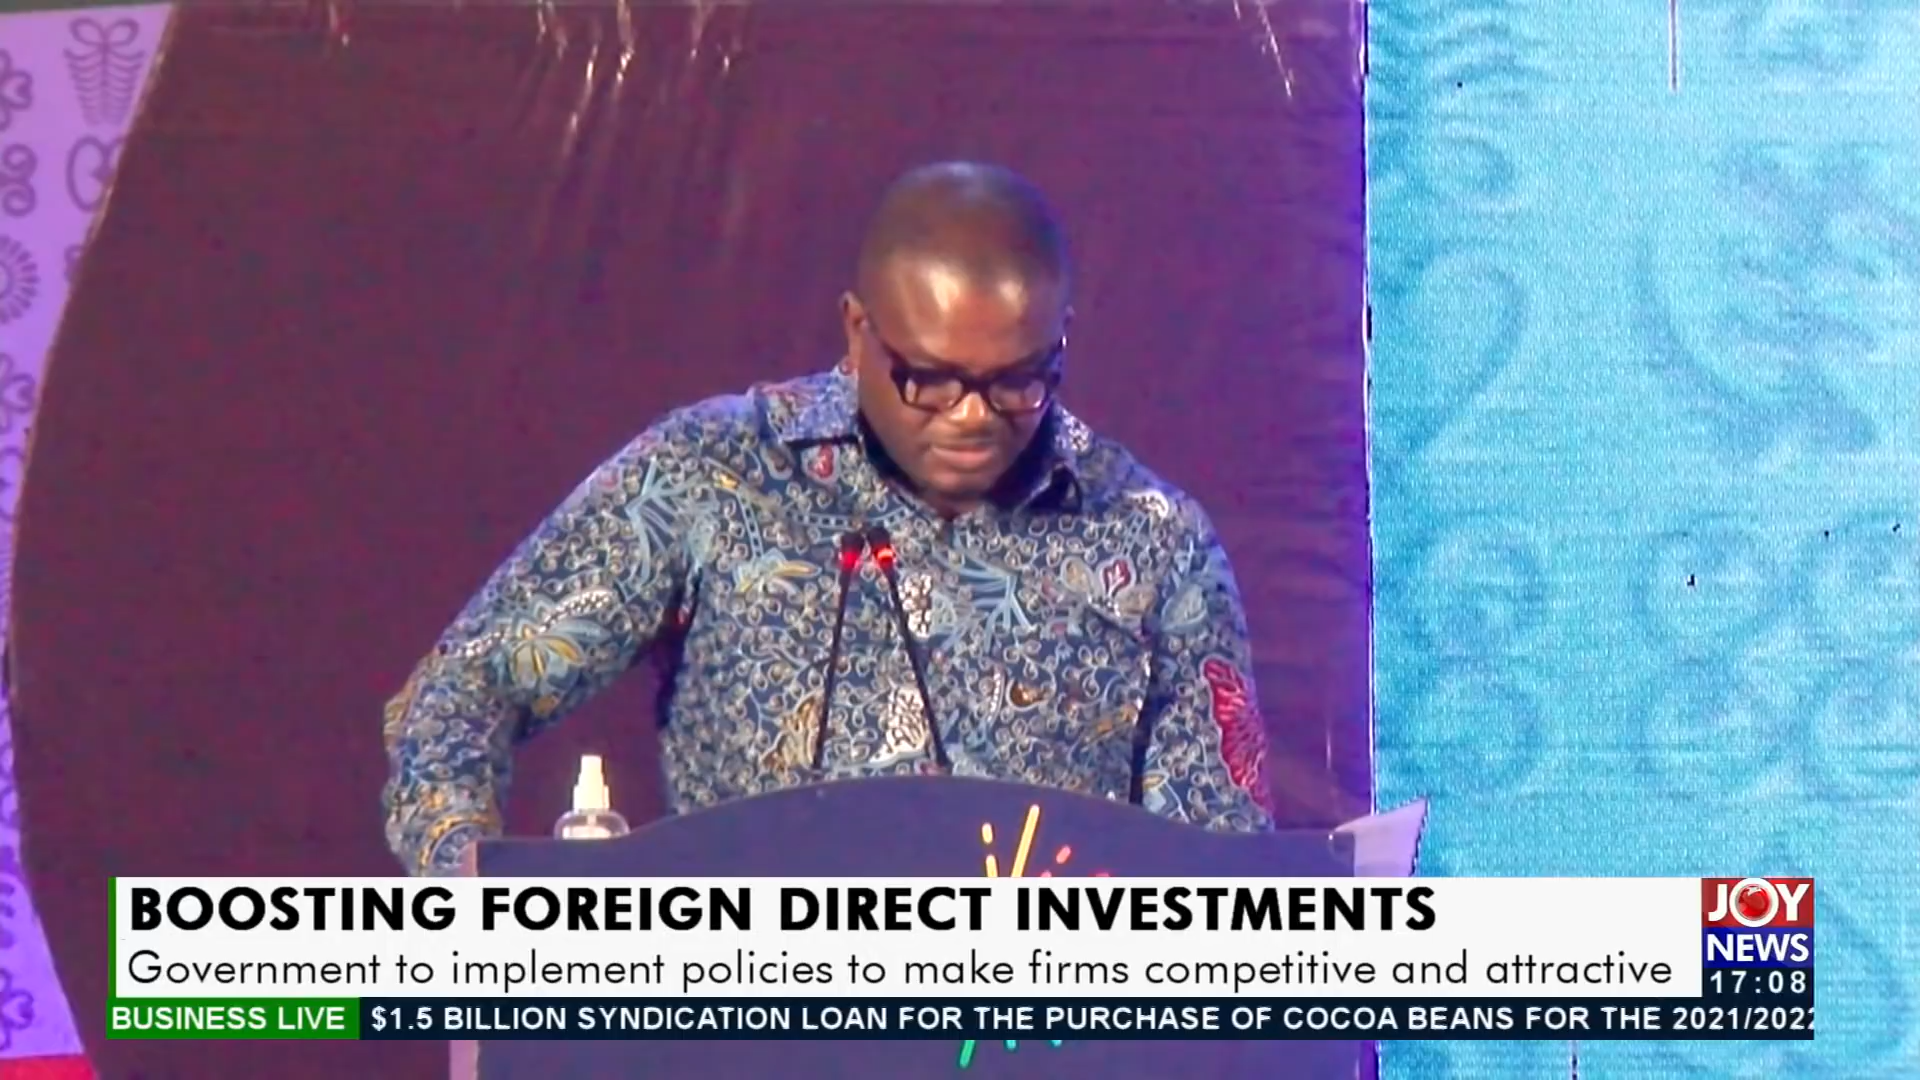 BOOSTING FOREIGN DIRECT INVESTMENTS
Government to implement policies to make firms competitive and attractive
JOY
NEWS
17:08
BUSINESS LIVE
$1.5 BILLION SYNDICATION LOAN FOR THE PURCHASE OF COCOA BEANS FOR THE 2021/2022